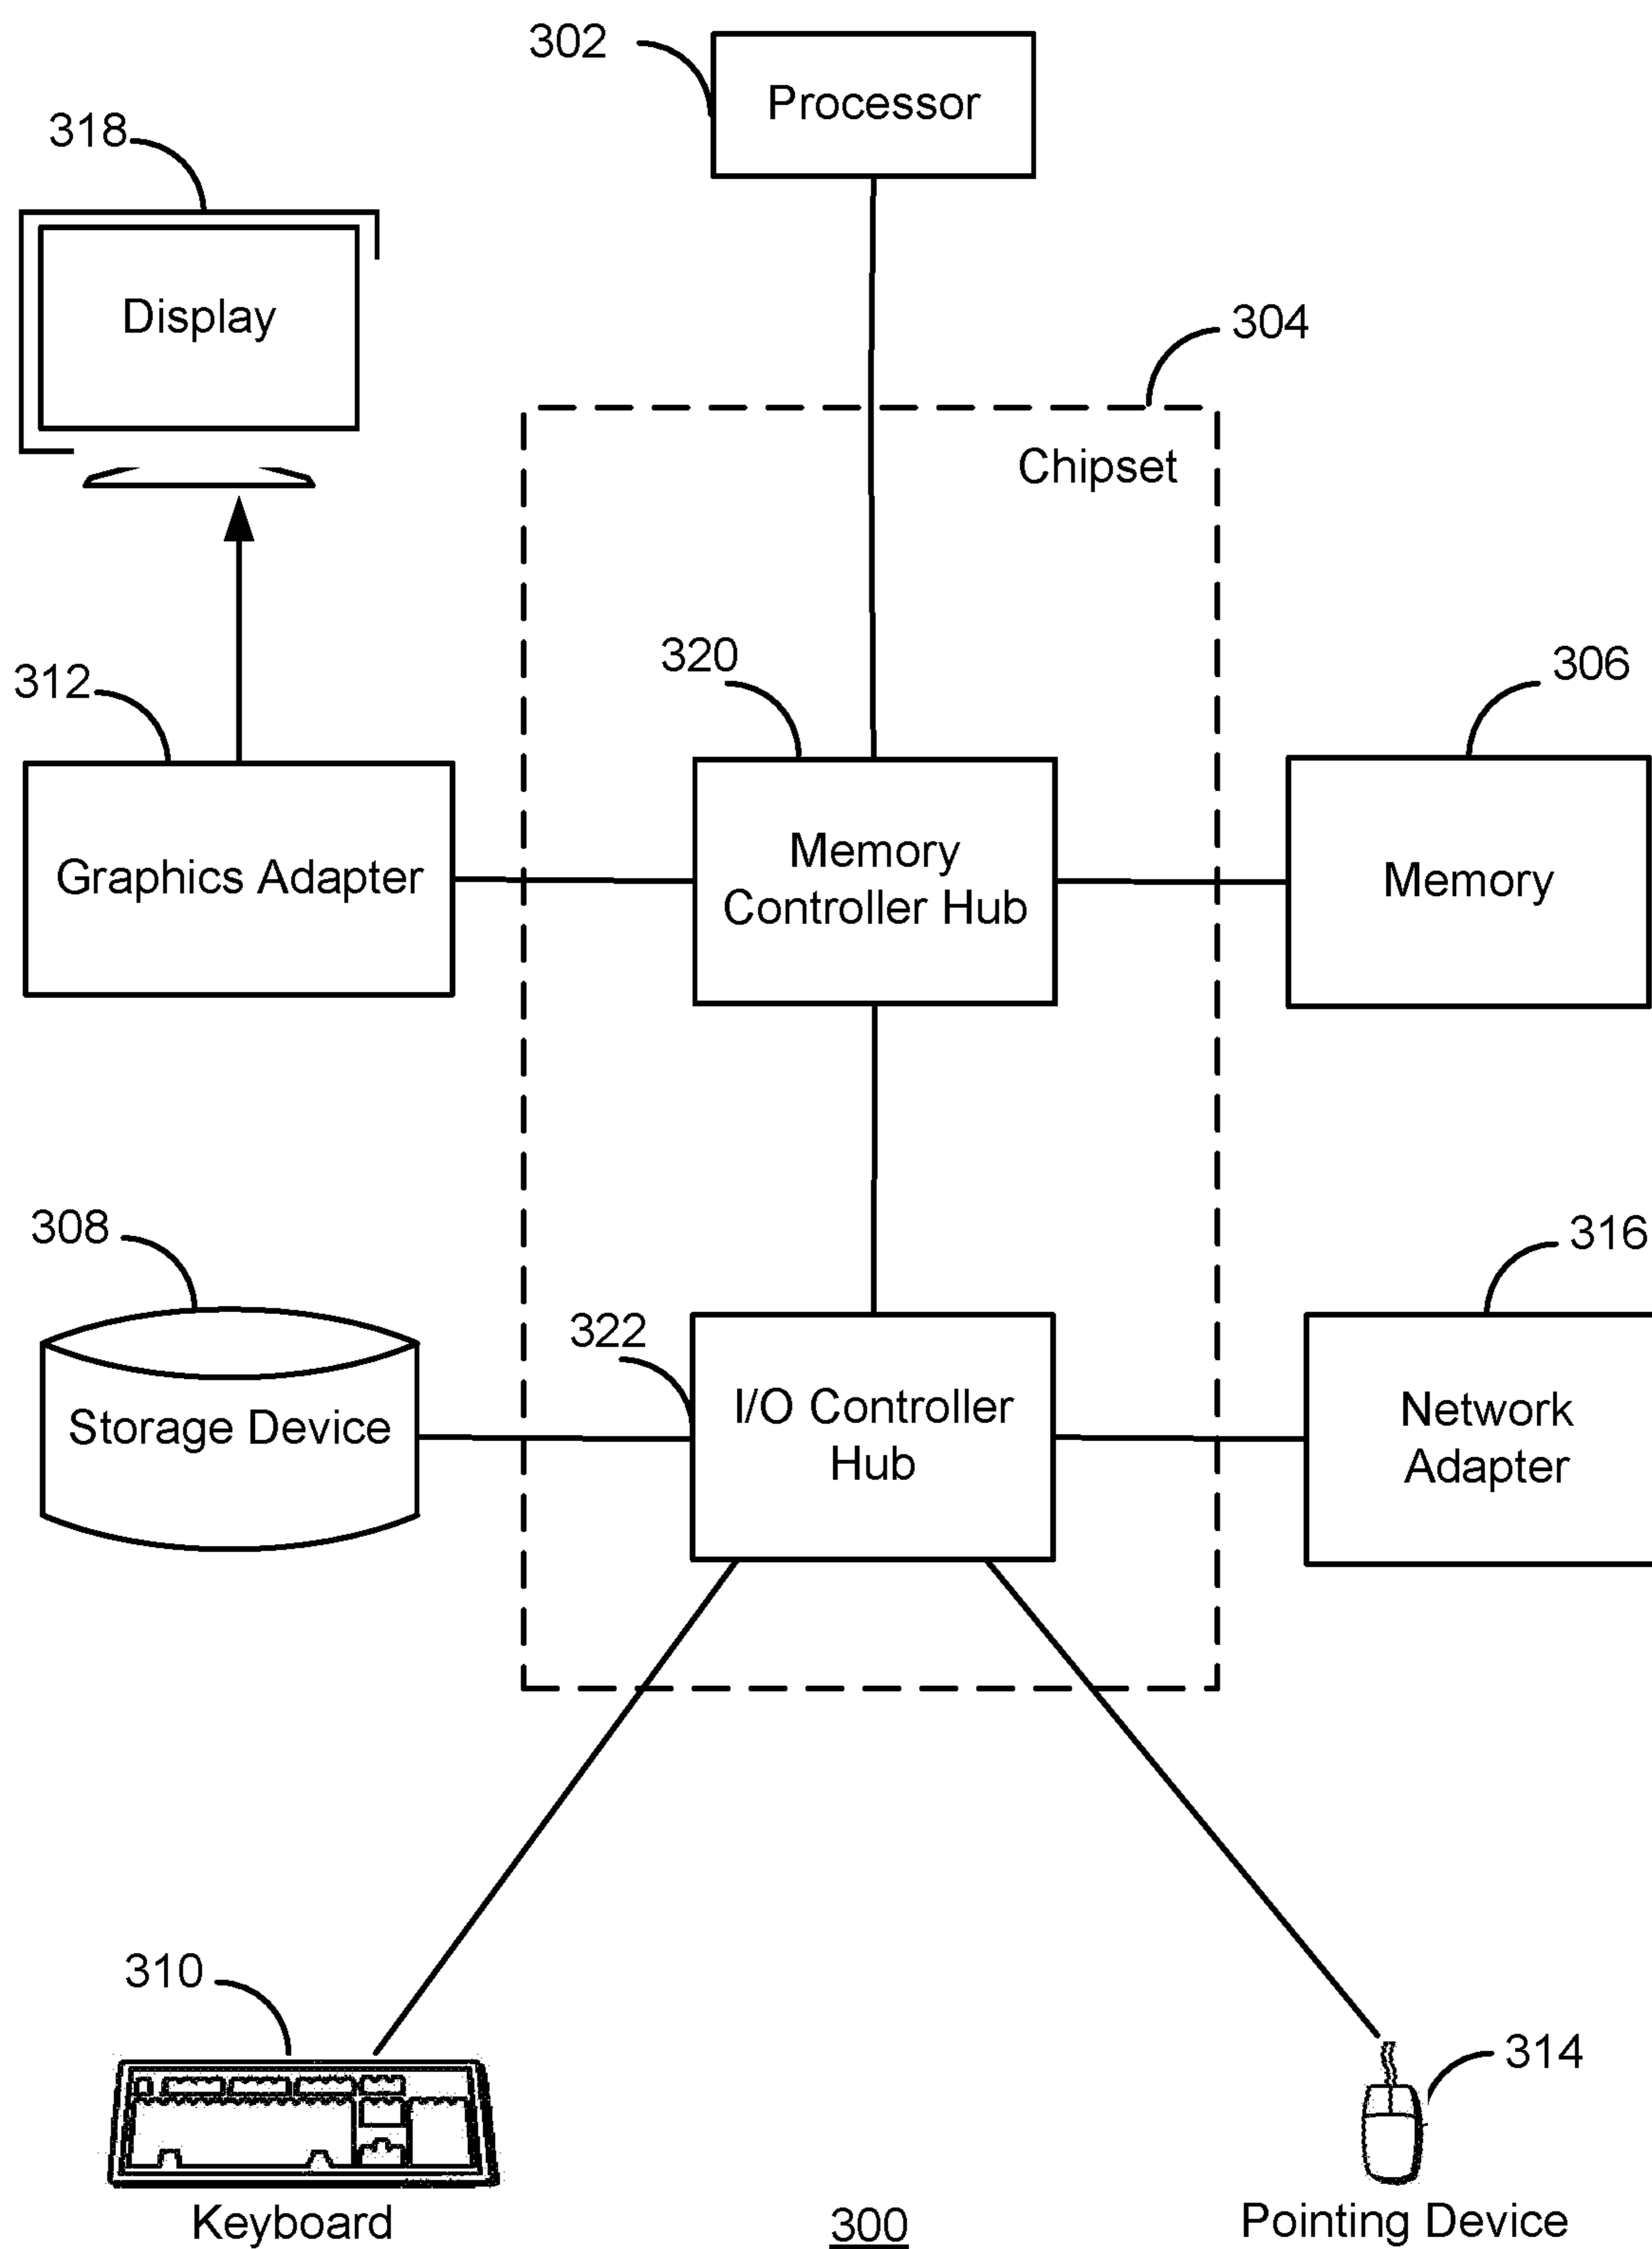 302
Processor
318
Display
304
Chipset
312
320
306
Graphics Adapter
Memory
Controller Hub
Memory
308
322
316
Storage Device
I/O Controller
Hub
Network
Adapter
310
314
Keyboard
300
Pointing Device